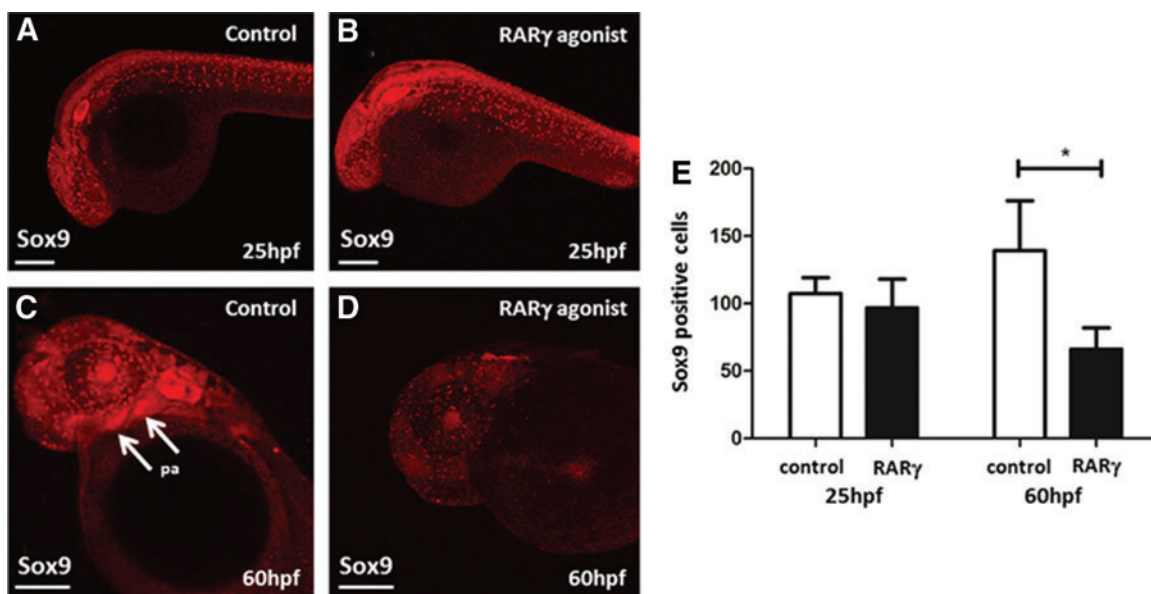 A
Control
Sox9
25hpf
B
RARγ agonist
Sox9
25hpf
C
Control
pa
Sox9
60hpf
D
RARγ agonist
Sox9
60hpf
E
*
Sox9 positive cells
200
150
100
50
0
control RARγ control RARγ
25hpf 60hpf